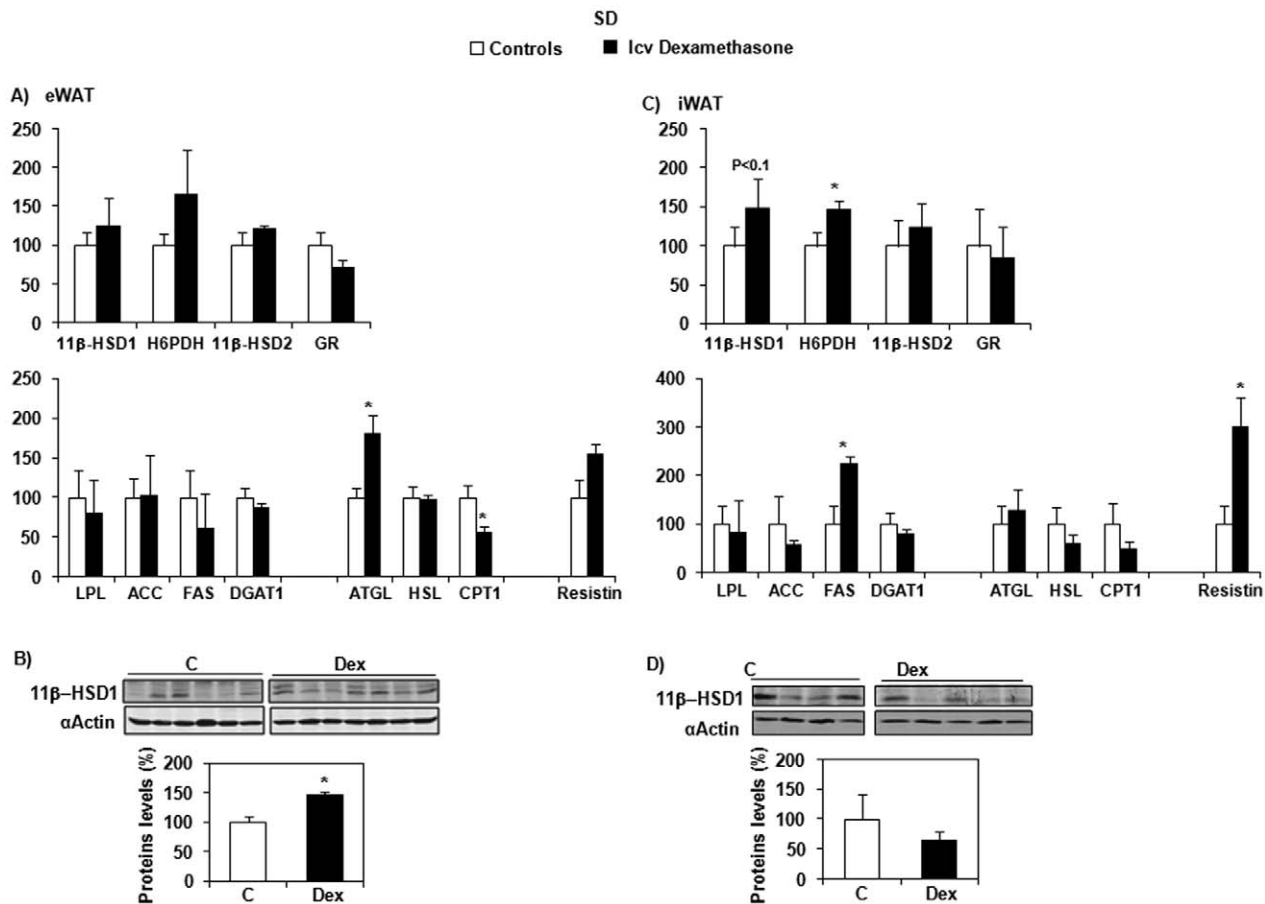 SD
Controls Icv Dexamethasone
A) eWAT
250
200
150
100
50
0
11β-HSD1 H6PDH 11β-HSD2 GR
250
200
150
100
50
0
*
*
LPL ACC FAS DGAT1 ATGL HSL CPT1 Resistin
B)
C Dex
11β–HSD1
αActin
Proteins levels (%)
200
150
100
50
0
*
C Dex
C) iWAT
250
200
150
100
50
0
P<0.1
*
11β-HSD1 H6PDH 11β-HSD2 GR
400
300
200
100
0
*
*
LPL ACC FAS DGAT1 ATGL HSL CPT1 Resistin
D)
C Dex
11β–HSD1
αActin
Proteins levels (%)
200
150
100
50
0
C Dex